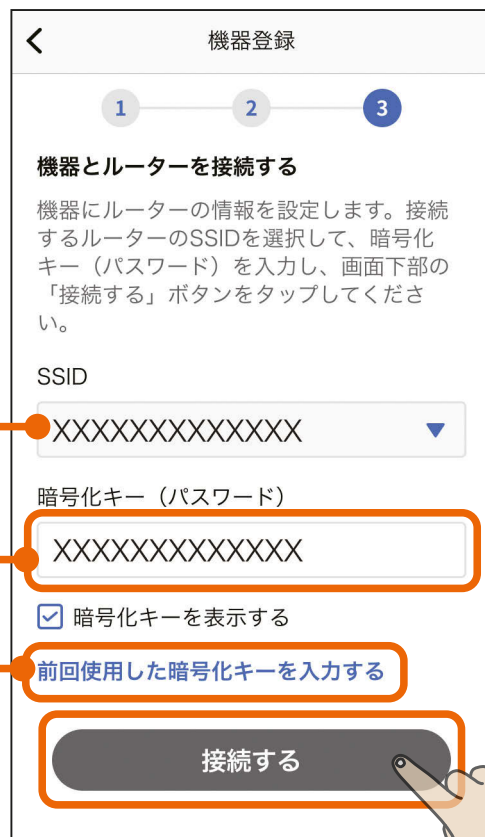 機器登録
1 2 3
機器とルーターを接続する
機器にルーターの情報を設定します。接続
するルーターのSSIDを選択して、暗号化
キー（パスワード）を入力し、画面下部の
「接続する」ボタンをタップしてくださ
い。
SSID
XXXXXXXXXXXXX
暗号化キー（パスワード）
XXXXXXXXXXXXX
暗号化キーを表示する
前回使用した暗号化キーを入力する
接続する